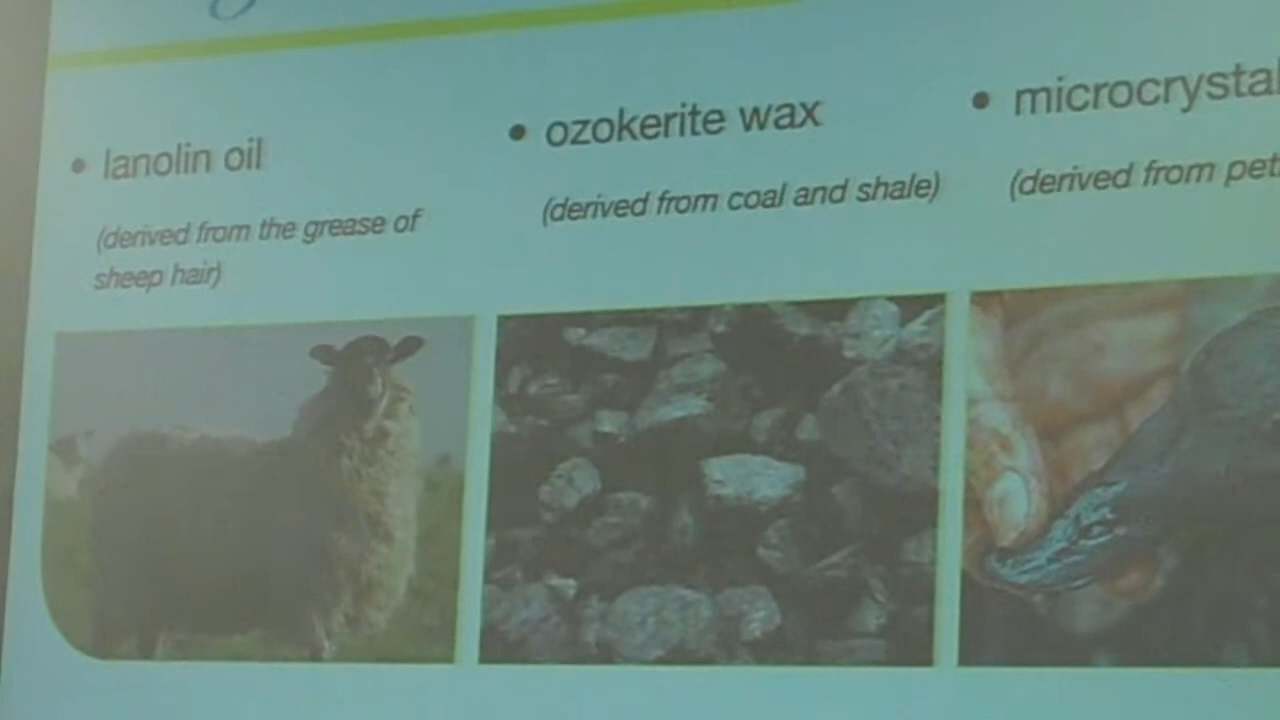 • lanolin oil
(derived from the grease of
sheep hair)
• ozokerite wax
(derived from coal and shale)
• microcrystal
(derived from pet